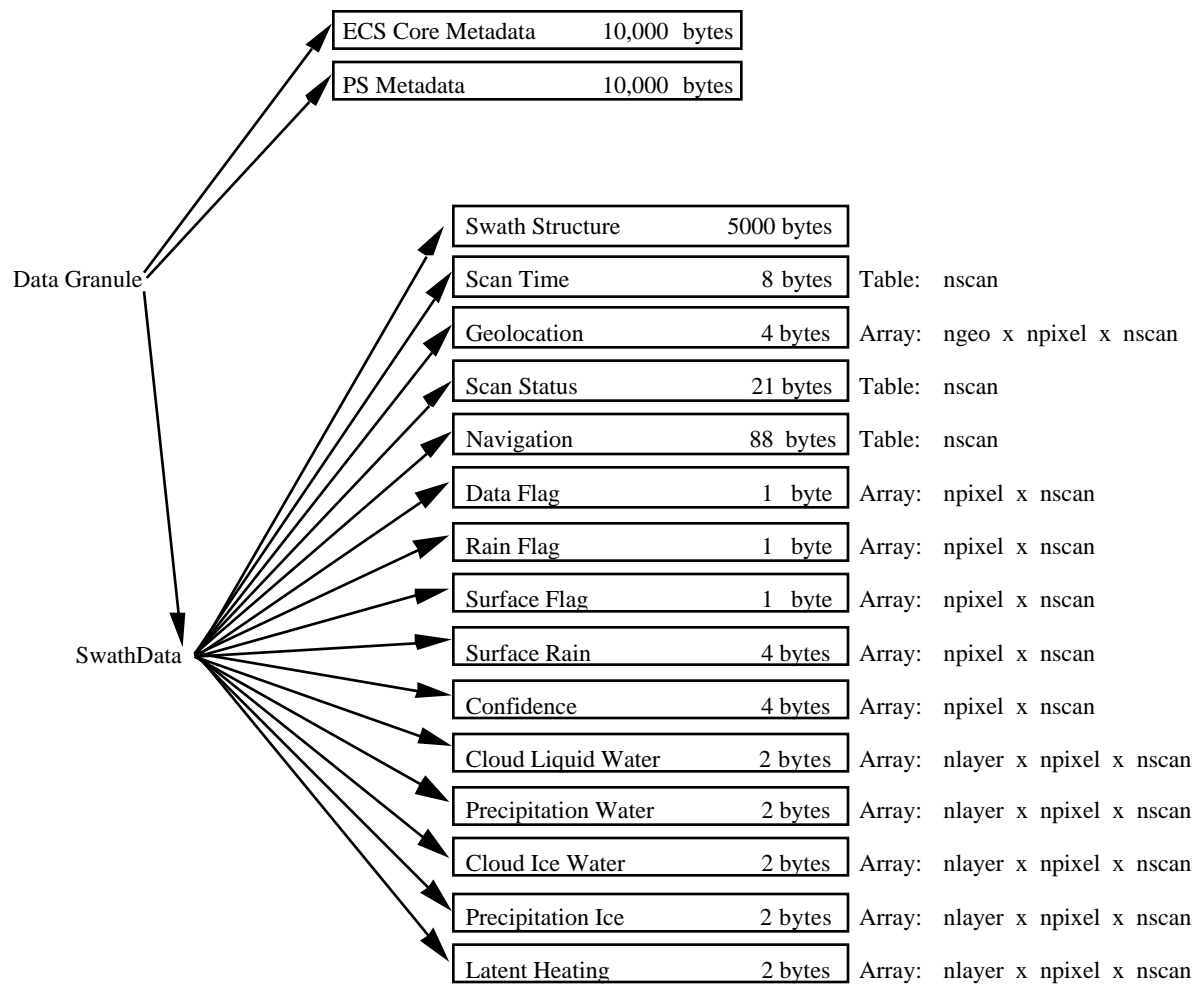 ECS Core Metadata 10,000 bytes
PS Metadata 10,000 bytes
Swath Structure 5000 bytes
Data Granule
Scan Time 8 bytes Table: nscan
Geolocation 4 bytes Array: ngeo x npixel x nscan
Scan Status 21 bytes Table: nscan
Navigation 88 bytes Table: nscan
Data Flag 1 byte Array: npixel x nscan
Rain Flag 1 byte Array: npixel x nscan
Surface Flag 1 byte Array: npixel x nscan
SwathData
Surface Rain 4 bytes Array: npixel x nscan
Confidence 4 bytes Array: npixel x nscan
Cloud Liquid Water 2 bytes Array: nlayer x npixel x nscan
Precipitation Water 2 bytes Array: nlayer x npixel x nscan
Cloud Ice Water 2 bytes Array: nlayer x npixel x nscan
Precipitation Ice 2 bytes Array: nlayer x npixel x nscan
Latent Heating 2 bytes Array: nlayer x npixel x nscan